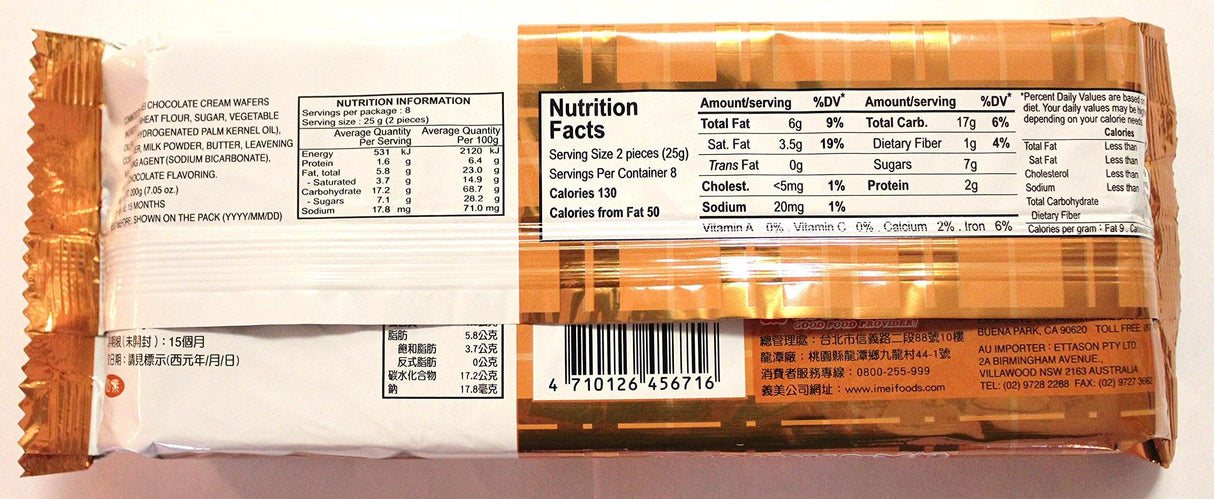 CHOCOLATE CREAM WAFERS
FLOUR, SUGAR, VEGETABLE
HYDROGENATED PALM KERNEL OIL),
MILK POWDER, BUTTER, LEAVENING
AGENT (SODIUM BICARBONATE),
CHOCOLATE FLAVORING.
200g (7.05 oz.)
15 MONTHS
SHOWN ON THE PACK (YYYY/MM/DD)
NUTRITION INFORMATION
Servings per package : 8
Serving size : 25 g (2 pieces)
Average Quantity Average Quantity
Per Serving Per 100g
Energy 531 kJ 2120 kJ
Protein 1.6 g 6.4 g
Fat, total 5.8 g 23.0 g
- Saturated 3.7 g 14.9 g
Carbohydrate 17.2 g 68.7 g
- Sugars 7.1 g 28.2 g
Sodium 17.8 mg 71.0 mg
Nutrition
Facts
Serving Size 2 pieces (25g)
Servings Per Container 8
Calories 130
Calories from Fat 50
Amount/serving %DV* Amount/serving %DV*
Total Fat 6g 9% Total Carb. 17g 6%
Sat. Fat 3.5g 19% Dietary Fiber 1g 4%
Trans Fat 0g Sugars 7g
Cholest. <5mg 1% Protein 2g
Sodium 20mg 1%
Vitamin A 0% . Vitamin C 0% . Calcium 2% . Iron 6%
*Percent Daily Values are based on
diet. Your daily values may be
depending on your calorie needs
Calories
Total Fat Less than
Sat Fat Less than
Cholesterol Less than
Sodium Less than
Total Carbohydrate
Dietary Fiber
Calories per gram : Fat 9 .
(未開封)：15個月
日期：請見標示(西元年/月/日)
素
脂肪 5.8公克
飽和脂肪 3.7公克
反式脂肪 0公克
碳水化合物 17.2公克
鈉 17.8毫克
4 710126 456716
GOOD FOOD PROVIDER!
總管理處：台北市信義路二段88號10樓
龍潭廠：桃園縣龍潭鄉九龍村44-1號
消費者服務專線：0800-255-999
義美公司網址：www.imeifoods.com
BUENA PARK, CA 90620 TOLL FREE:
AU IMPORTER : ETTASON PTY LTD.
2A BIRMINGHAM AVENUE.,
VILLAWOOD NSW 2163 AUSTRALIA
TEL: (02) 9728 2288 FAX: (02) 9727 3662